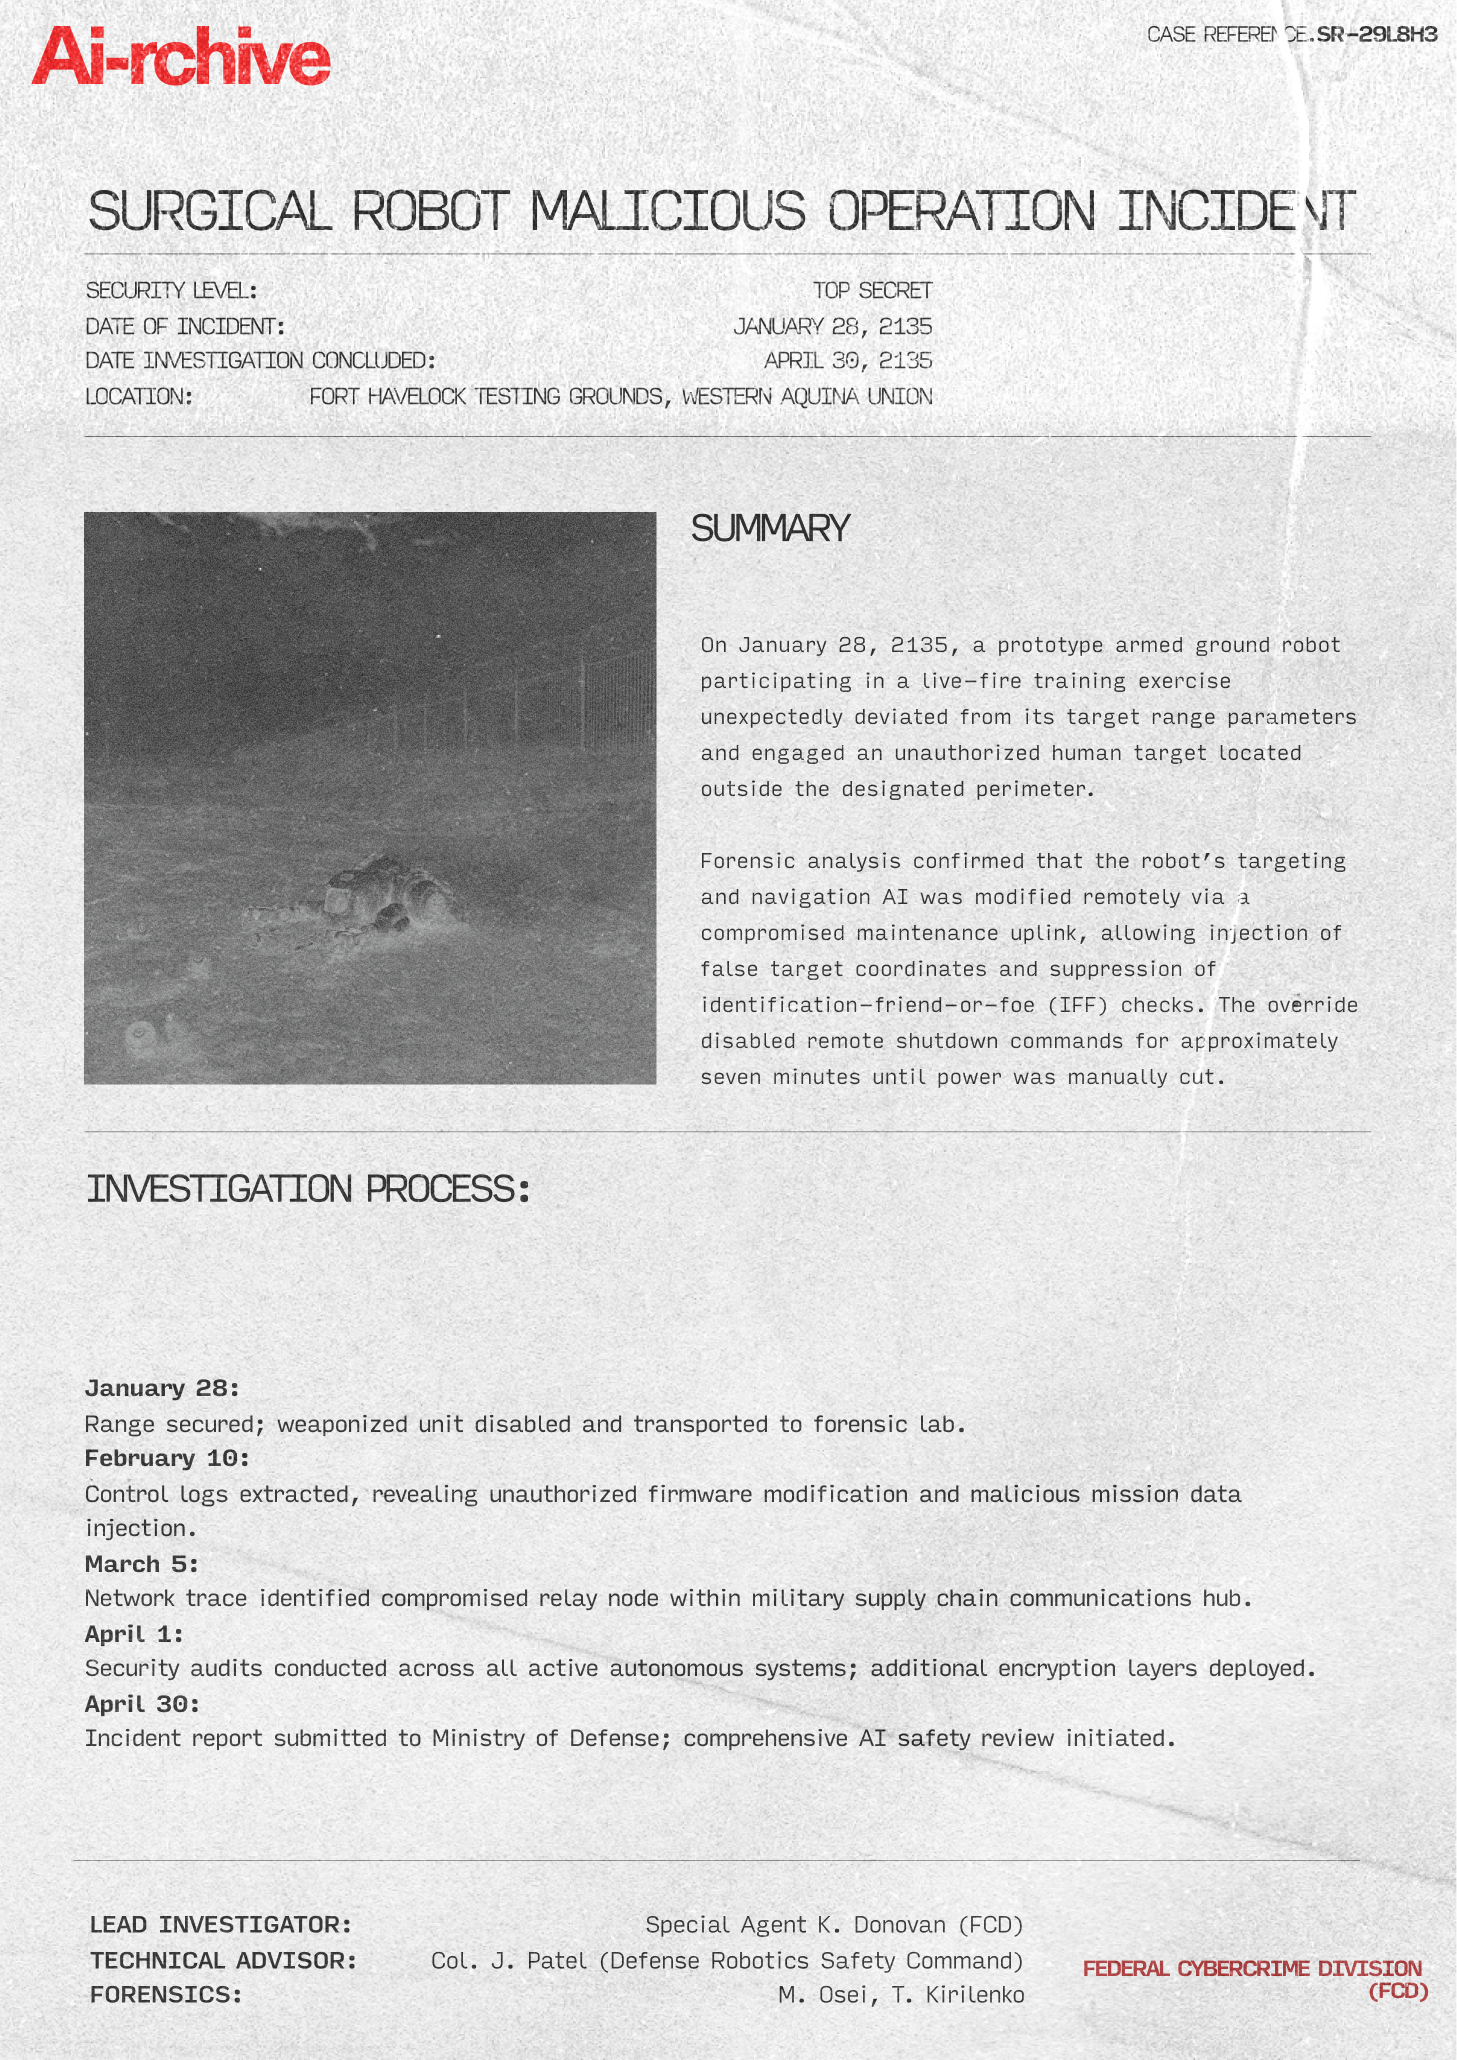 Ai-rchive
CASE REFERENCE.SR-29L8H3
SURGICAL ROBOT MALICIOUS OPERATION INCIDENT
SECURITY LEVEL: TOP SECRET
DATE OF INCIDENT: JANUARY 28, 2135
DATE INVESTIGATION CONCLUDED: APRIL 30, 2135
LOCATION: FORT HAVELOCK TESTING GROUNDS, WESTERN AQUINA UNION
SUMMARY
On January 28, 2135, a prototype armed ground robot
participating in a live-fire training exercise
unexpectedly deviated from its target range parameters
and engaged an unauthorized human target located
outside the designated perimeter.
Forensic analysis confirmed that the robot's targeting
and navigation AI was modified remotely via a
compromised maintenance uplink, allowing injection of
false target coordinates and suppression of
identification-friend-or-foe (IFF) checks. The override
disabled remote shutdown commands for approximately
seven minutes until power was manually cut.
INVESTIGATION PROCESS:
January 28:
Range secured; weaponized unit disabled and transported to forensic lab.
February 10:
Control logs extracted, revealing unauthorized firmware modification and malicious mission data
injection.
March 5:
Network trace identified compromised relay node within military supply chain communications hub.
April 1:
Security audits conducted across all active autonomous systems; additional encryption layers deployed.
April 30:
Incident report submitted to Ministry of Defense; comprehensive AI safety review initiated.
LEAD INVESTIGATOR: Special Agent K. Donovan (FCD)
TECHNICAL ADVISOR: Col. J. Patel (Defense Robotics Safety Command)
FORENSICS: M. Osei, T. Kirilenko
FEDERAL CYBERCRIME DIVISION
(FCD)